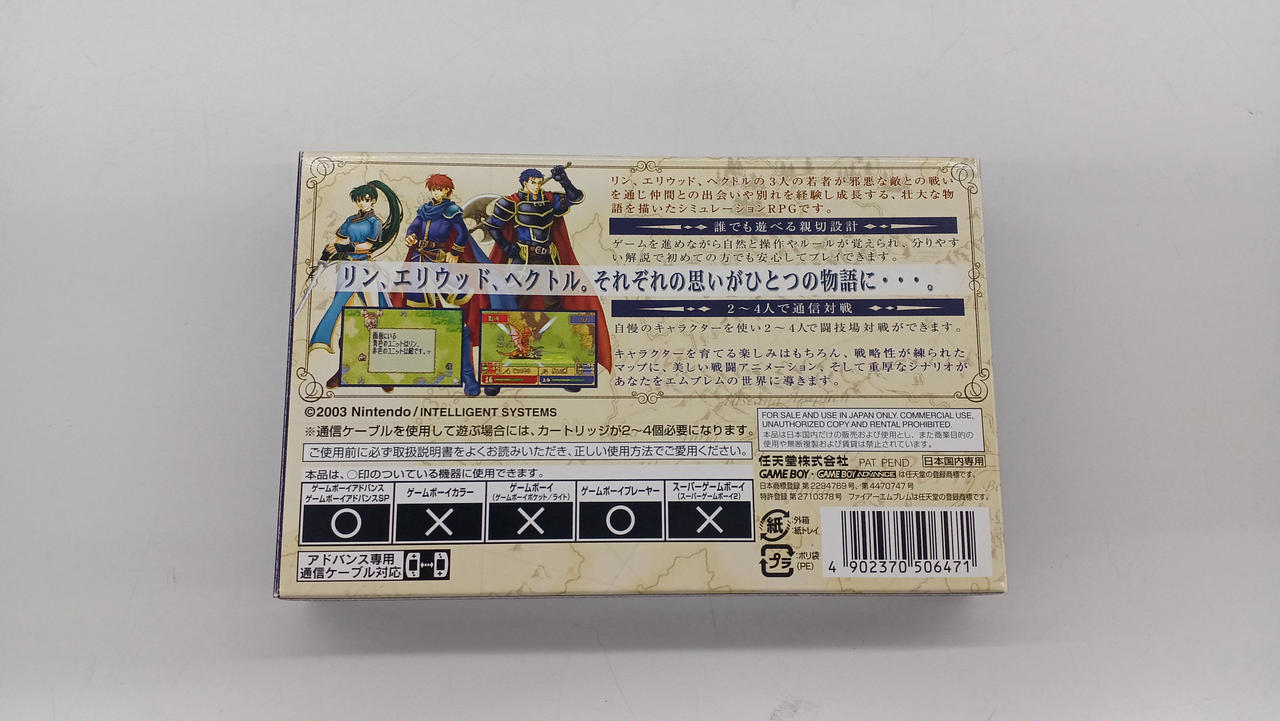 リン、エリウッド、ヘクトルの3人の若者が邪悪な敵との戦い
を通じ仲間との出会いや別れを経験し成長する、壮大な物
語を描いたシミュレーションRPGです。
誰でも遊べる親切設計
ゲームを進めながら自然と操作やルールが覚えられ、分りやす
い解説で初めての方でも安心してプレイできます。
リン、エリウッド、ヘクトル。それぞれの思いがひとつの物語に・・・。
2～4人で通信対戦
自慢のキャラクターを使い2～4人で闘技場対戦ができます。
キャラクターを育てる楽しみはもちろん、戦略性が練られた
マップに、美しい戦闘アニメーション、そして重厚なシナリオが
あなたをエムブレムの世界に導きます。
画面にいる
青色のユニットはリン、
赤色のユニットは敵です。
16
©2003 Nintendo/INTELLIGENT SYSTEMS
※通信ケーブルを使用して遊ぶ場合には、カートリッジが2～4個必要になります。
ご使用前に必ず取扱説明書をよくお読みいただき、正しい使用方法でご愛用ください。
本品は、○印のついている機器に使用できます。
ゲームボーイアドバンス
ゲームボーイアドバンスSP
ゲームボーイカラー
ゲームボーイ
(ゲームボーイポケット/ライト)
ゲームボーイプレーヤー
スーパーゲームボーイ
(スーパーゲームボーイ2)
○ × × ○ ×
アドバンス専用
通信ケーブル対応
FOR SALE AND USE IN JAPAN ONLY. COMMERCIAL USE,
UNAUTHORIZED COPY AND RENTAL PROHIBITED.
本品は日本国内だけの販売および使用とし、また商業目的の
使用や無断複製および賃貸は禁止されています。
任天堂株式会社 PAT. PEND. 日本国内専用
GAME BOY・GAME BOY ADVANCE は任天堂の登録商標です。
日本商標登録 第2294769号、第4470747号
特許登録 第2710378号 ファイアーエムブレムは任天堂の登録商標です。
紙 :外箱
:紙トレイ
プラ :ポリ袋
(PE)
4 902370 506471